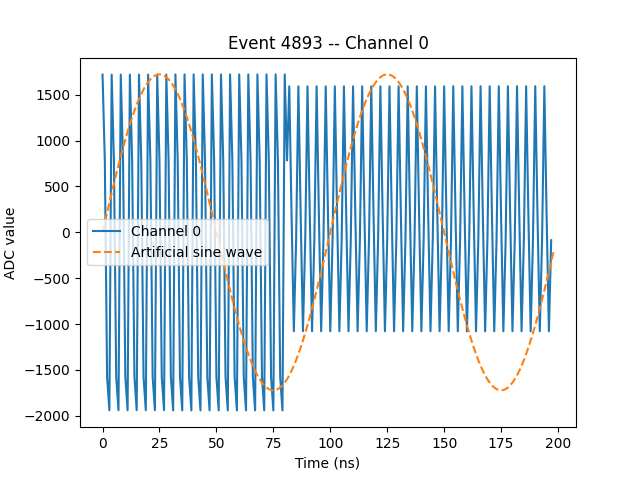 Event 4893 -- Channel 0
ADC value
1500
1000
500
0
−500
−1000
−1500
−2000
Channel 0
Artificial sine wave
0 25 50 75 100 125 150 175 200
Time (ns)